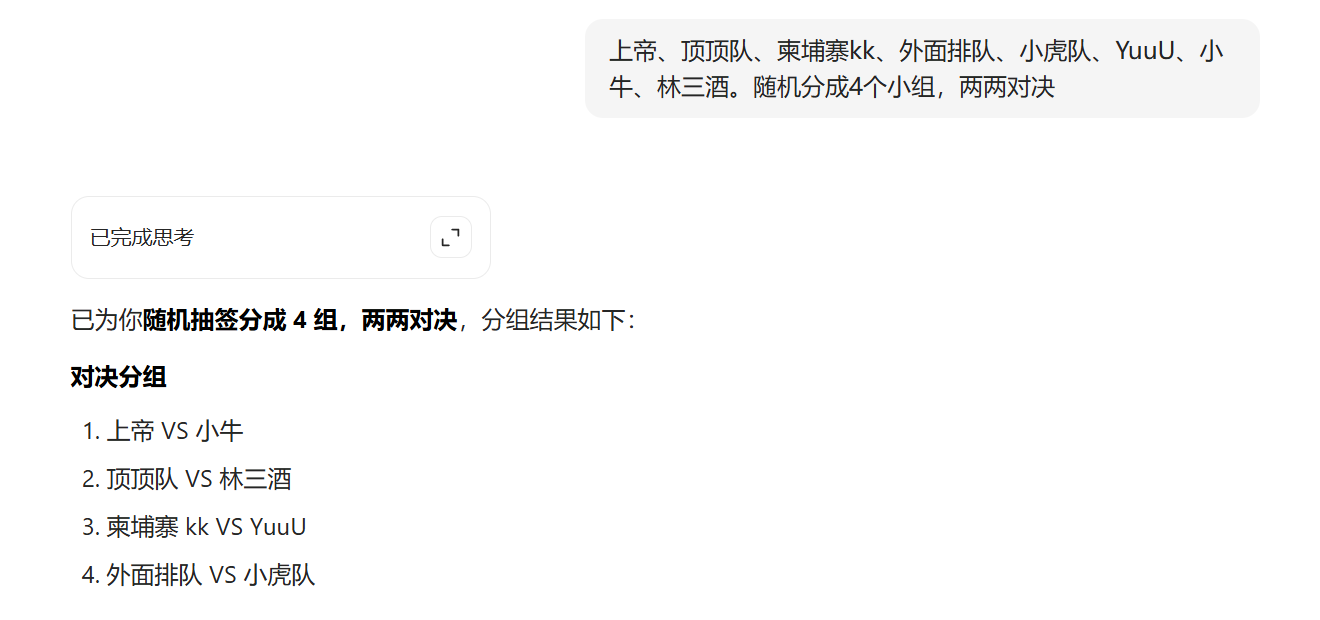 上帝、顶顶队、柬埔寨kk、外面排队、小虎队、YuuU、小
牛、林三酒。随机分成4个小组，两两对决
已完成思考
已为你随机抽签分成 4 组，两两对决，分组结果如下：
对决分组
1. 上帝 VS 小牛
2. 顶顶队 VS 林三酒
3. 柬埔寨 kk VS YuuU
4. 外面排队 VS 小虎队